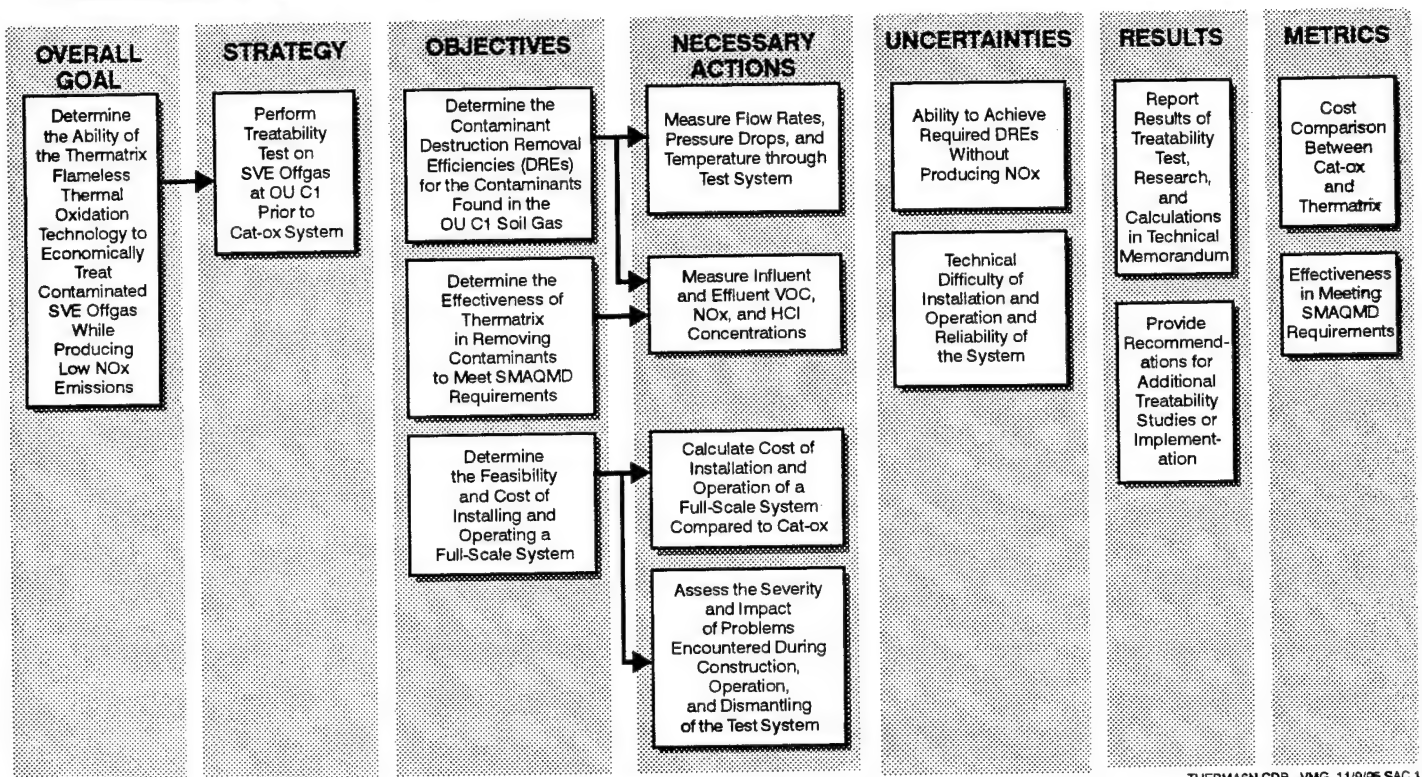 OVERALL
GOAL
Determine
the Ability of
the Thermatrix
Flameless
Thermal
Oxidation
Technology to
Economically
Treat
Contaminated
SVE Offgas
While
Producing
Low NOx
Emissions
STRATEGY
Perform
Treatability
Test on
SVE Offgas
at OU C1
Prior to
Cat-ox System
OBJECTIVES
Determine the
Contaminant
Destruction Removal
Efficiencies (DREs)
for the Contaminants
Found in the
OU C1 Soil Gas
Determine the
Effectiveness of
Thermatrix
in Removing
Contaminants
to Meet SMAQMD
Requirements
Determine
the Feasibility
and Cost of
Installing and
Operating a
Full-Scale System
NECESSARY
ACTIONS
Measure Flow Rates,
Pressure Drops, and
Temperature through
Test System
Measure Influent
and Effluent VOC,
NOx, and HCl
Concentrations
Calculate Cost of
Installation and
Operation of a
Full-Scale System
Compared to Cat-ox
Assess the Severity
and Impact
of Problems
Encountered During
Construction,
Operation,
and Dismantling
of the Test System
UNCERTAINTIES
Ability to Achieve
Required DREs
Without
Producing NOx
Technical
Difficulty of
Installation and
Operation and
Reliability of
the System
RESULTS
Report
Results of
Treatability
Test,
Research,
and
Calculations
in Technical
Memorandum
Provide
Recommend-
ations for
Additional
Treatability
Studies or
Implement-
ation
METRICS
Cost
Comparison
Between
Cat-ox
and
Thermatrix
Effectiveness
in Meeting
SMAQMD
Requirements